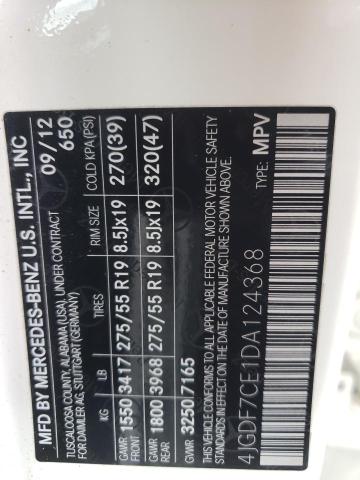 MFD BY MERCEDES-BENZ U.S. INTL., INC
TUSCALOOSA COUNTY, ALABAMA (USA), UNDER CONTRACT
FOR DAIMLER AG, STUTTGART (GERMANY)
09/12
650
KG LB TIRES RIM SIZE COLD KPA(PSI)
GAWR FRONT 1550 3417 275/55 R19 8.5Jx19 270(39)
GAWR REAR 1800 3968 275/55 R19 8.5Jx19 320(47)
GVWR 3250 7165
THIS VEHICLE CONFORMS TO ALL APPLICABLE FEDERAL MOTOR VEHICLE SAFETY
STANDARDS IN EFFECT ON THE DATE OF MANUFACTURE SHOWN ABOVE.
4JGDF7CE1DA124368 TYPE: MPV